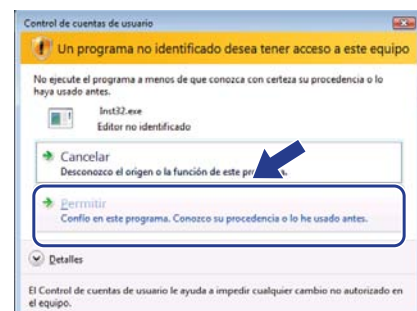 Control de cuentas de usuario
Un programa no identificado desea tener acceso a este equipo
No ejecute el programa a menos de que conozca con certeza su procedencia o lo
haya usado antes.
Inst32.exe
Editor no identificado
Cancelar
Desconozco el origen o la función de este
Permitir
Confío en este programa. Conozco su procedencia o lo he usado antes.
Detalles
El Control de cuentas de usuario le ayuda a impedir cualquier cambio no autorizado en
el equipo.